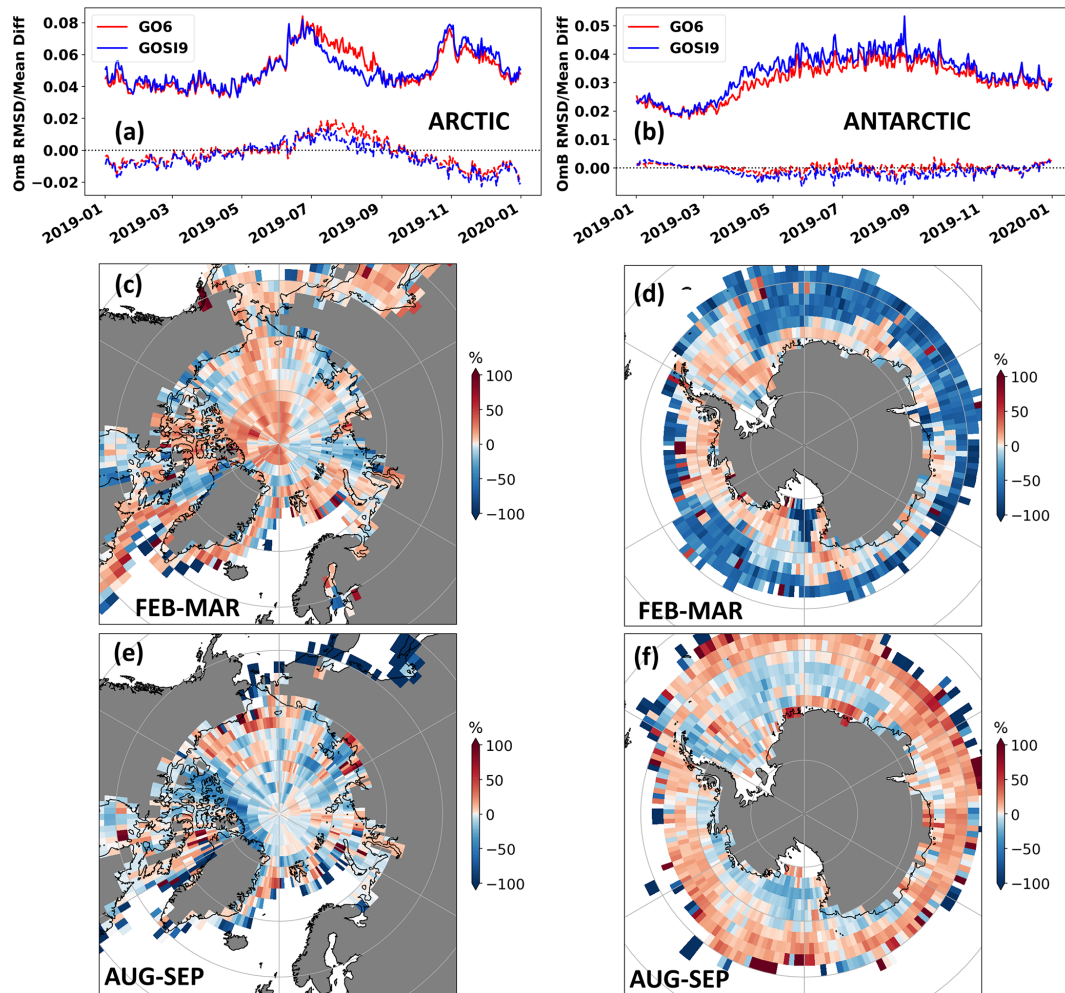 OmB RMSD/Mean Diff
0.08
0.06
0.04
0.02
0.00
−0.02
GO6
GOSI9
(a)
ARCTIC
2019-01
2019-03
2019-05
2019-07
2019-09
2019-11
2020-01
OmB RMSD/Mean Diff
0.05
0.04
0.03
0.02
0.01
0.00
GO6
GOSI9
(b)
ANTARCTIC
2019-01
2019-03
2019-05
2019-07
2019-09
2019-11
2020-01
(c)
FEB-MAR
%
100
50
0
−50
−100
(d)
FEB-MAR
%
100
50
0
−50
−100
(e)
AUG-SEP
%
100
50
0
−50
−100
(f)
AUG-SEP
%
100
50
0
−50
−100